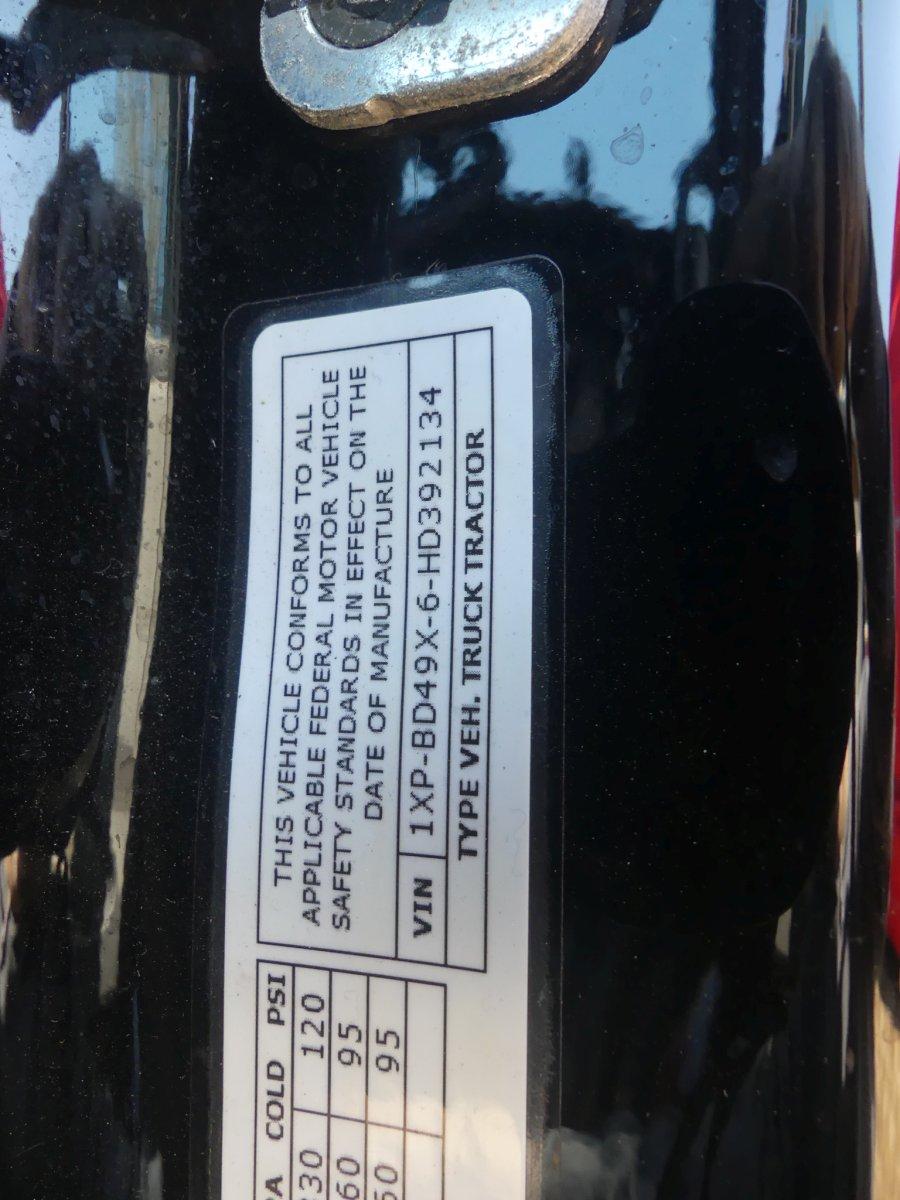 THIS VEHICLE CONFORMS TO ALL
APPLICABLE FEDERAL MOTOR VEHICLE
SAFETY STANDARDS IN EFFECT ON THE
DATE OF MANUFACTURE
VIN 1XP-BD49X-6-HD392134
TYPE VEH. TRUCK TRACTOR
COLD PSI
120
95
95